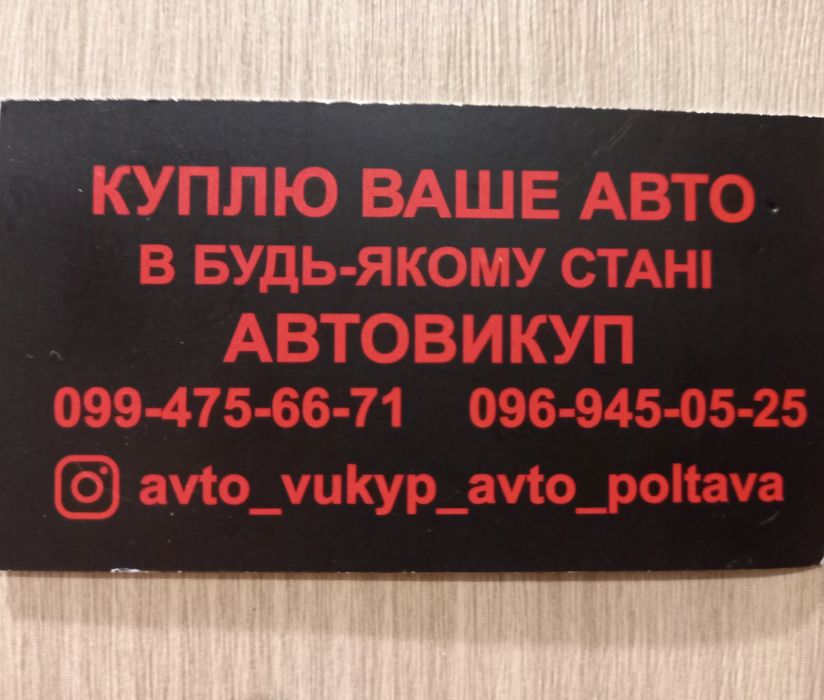 КУПЛЮ ВАШЕ АВТО
В БУДЬ-ЯКОМУ СТАНІ
АВТОВИКУП
099-475-66-71 096-945-05-25
avto_vukyp_avto_poltava